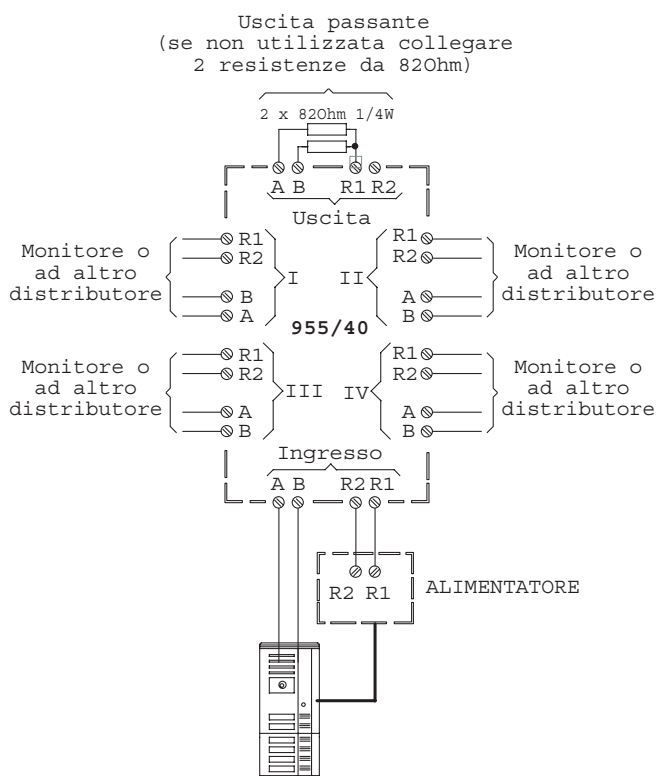 Uscita passante
(se non utilizzata collegare
2 resistenze da 82Ohm)
2 x 82Ohm 1/4W
A B R1 R2
Uscita
Monitore o
ad altro
distributore
R1
R2
B
A
I
II
R1
R2
A
B
Monitore o
ad altro
distributore
955/40
Monitore o
ad altro
distributore
R1
R2
A
B
III
IV
R1
R2
A
B
Monitore o
ad altro
distributore
Ingresso
A B R2 R1
R2 R1
ALIMENTATORE